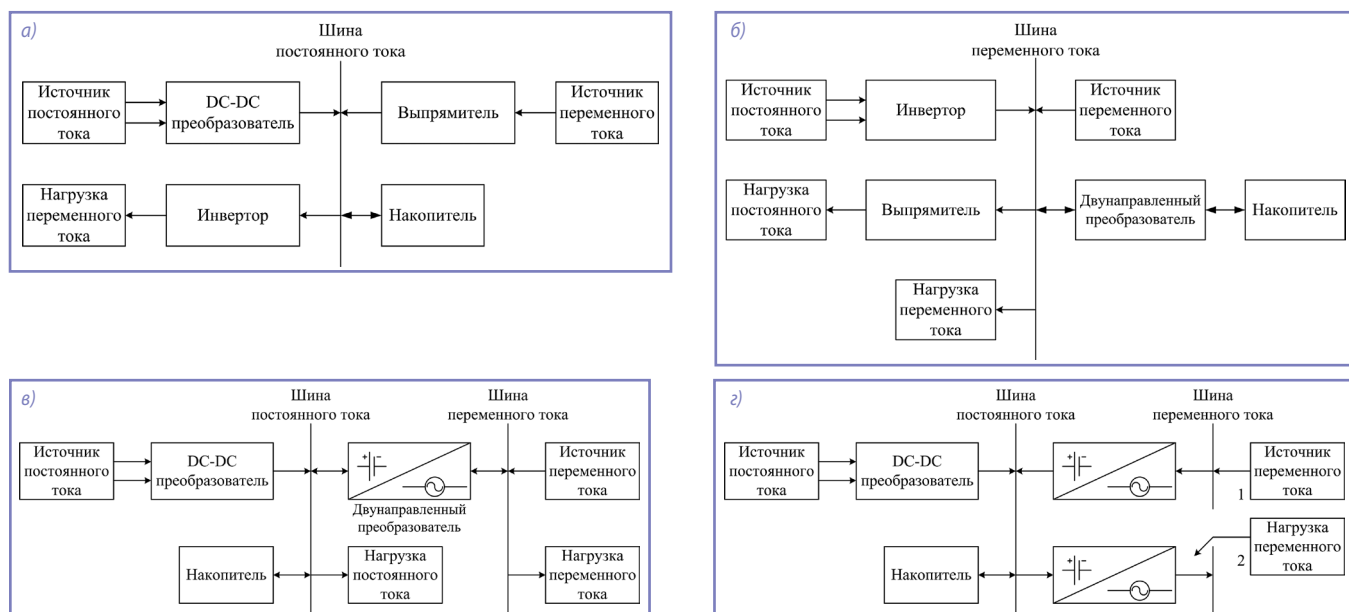 а)
Шина
постоянного тока
Источник
постоянного
тока
DC-DC
преобразователь
Выпрямитель
Источник
переменного
тока
Нагрузка
переменного
тока
Инвертор
Накопитель
б)
Шина
переменного тока
Источник
постоянного
тока
Инвертор
Источник
переменного
тока
Нагрузка
постоянного
тока
Выпрямитель
Двунаправленный
преобразователь
Накопитель
Нагрузка
переменного
тока
в)
Шина
постоянного тока
Шина
переменного тока
Источник
постоянного
тока
DC-DC
преобразователь
+ −
Двунаправленный
преобразователь
Источник
переменного
тока
Накопитель
Нагрузка
постоянного
тока
Нагрузка
переменного
тока
г)
Шина
постоянного тока
Шина
переменного тока
Источник
постоянного
тока
DC-DC
преобразователь
+ −
1
Источник
переменного
тока
Накопитель
+ −
2
Нагрузка
переменного
тока